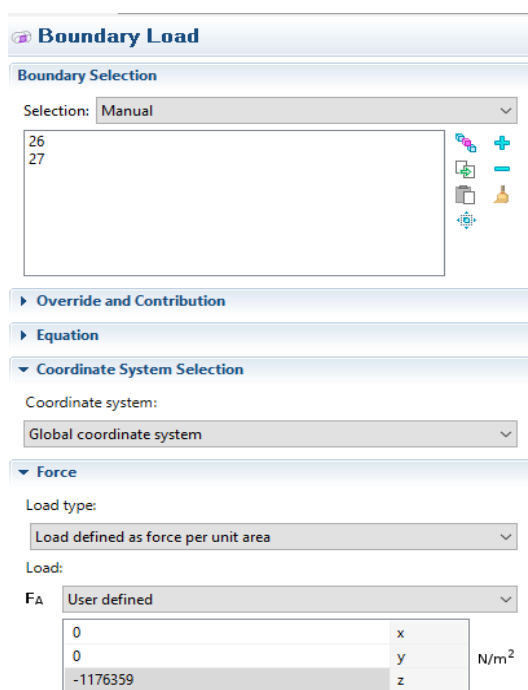 Boundary Load
Boundary Selection
Selection: Manual
26
27
Override and Contribution
Equation
Coordinate System Selection
Coordinate system:
Global coordinate system
Force
Load type:
Load defined as force per unit area
Load:
FA User defined
0 x
0 y N/m²
-1176359 z